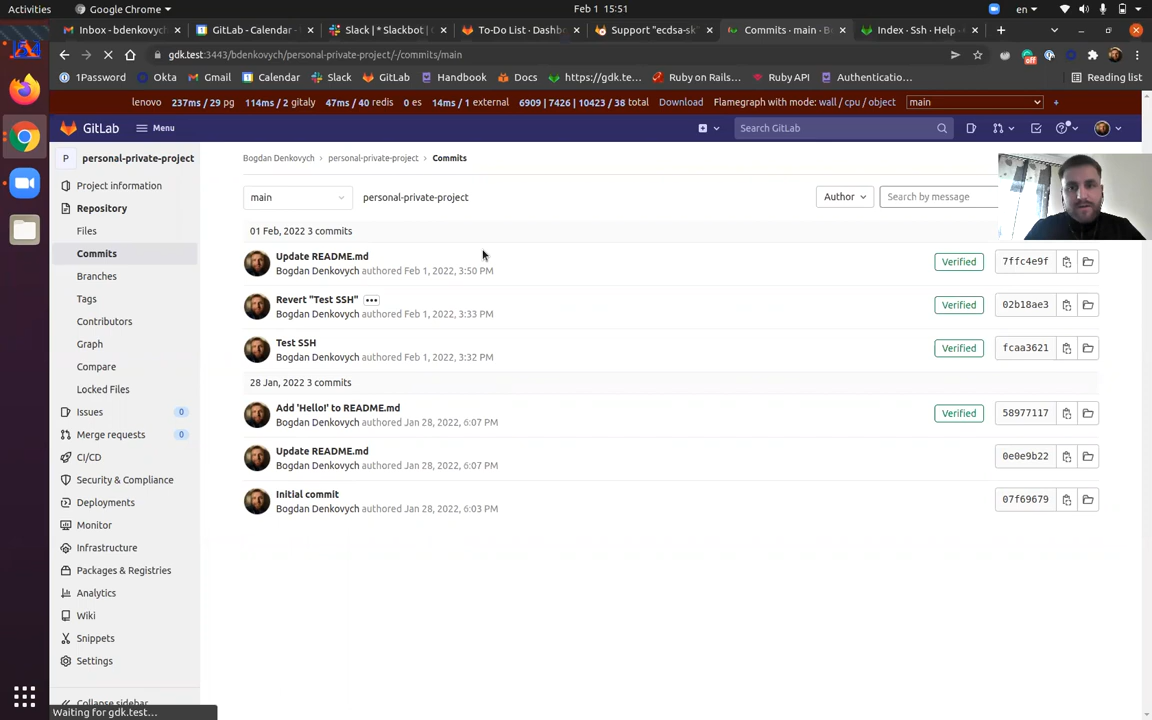 Activities
Google Chrome
Feb 1 15:51
en
Inbox - bdenkovych
GitLab - Calendar -
Slack | * Slackbot |
To-Do List · Dashb
Support "ecdsa-sk"
Commits · main · B
Index · Ssh · Help ·
gdk.test:3443/bdenkovych/personal-private-project/-/commits/main
1Password
Okta
Gmail
Calendar
Slack
GitLab
Handbook
Docs
https://gdk.te...
Ruby on Rails...
Ruby API
Authenticatio...
Reading list
lenovo
237ms / 29 pg
114ms / 2 gitaly
47ms / 40 redis
0 es
14ms / 1 external
6909 | 7426 | 10423 / 38 total
Download
Flamegraph with mode: wall / cpu / object
main
+
GitLab
Menu
Search GitLab
P
personal-private-project
Project information
Repository
Files
Commits
Branches
Tags
Contributors
Graph
Compare
Locked Files
Issues 0
Merge requests 0
CI/CD
Security & Compliance
Deployments
Monitor
Infrastructure
Packages & Registries
Analytics
Wiki
Snippets
Settings
Collapse sidebar
Waiting for gdk.test...
Bogdan Denkovych › personal-private-project › Commits
main
personal-private-project
Author
Search by message
01 Feb, 2022 3 commits
Update README.md
Bogdan Denkovych authored Feb 1, 2022, 3:50 PM
Verified
7ffc4e9f
Revert "Test SSH"
Bogdan Denkovych authored Feb 1, 2022, 3:33 PM
Verified
02b18ae3
Test SSH
Bogdan Denkovych authored Feb 1, 2022, 3:32 PM
Verified
fcaa3621
28 Jan, 2022 3 commits
Add 'Hello!' to README.md
Bogdan Denkovych authored Jan 28, 2022, 6:07 PM
Verified
58977117
Update README.md
Bogdan Denkovych authored Jan 28, 2022, 6:07 PM
0e0e9b22
Initial commit
Bogdan Denkovych authored Jan 28, 2022, 6:03 PM
07f69679